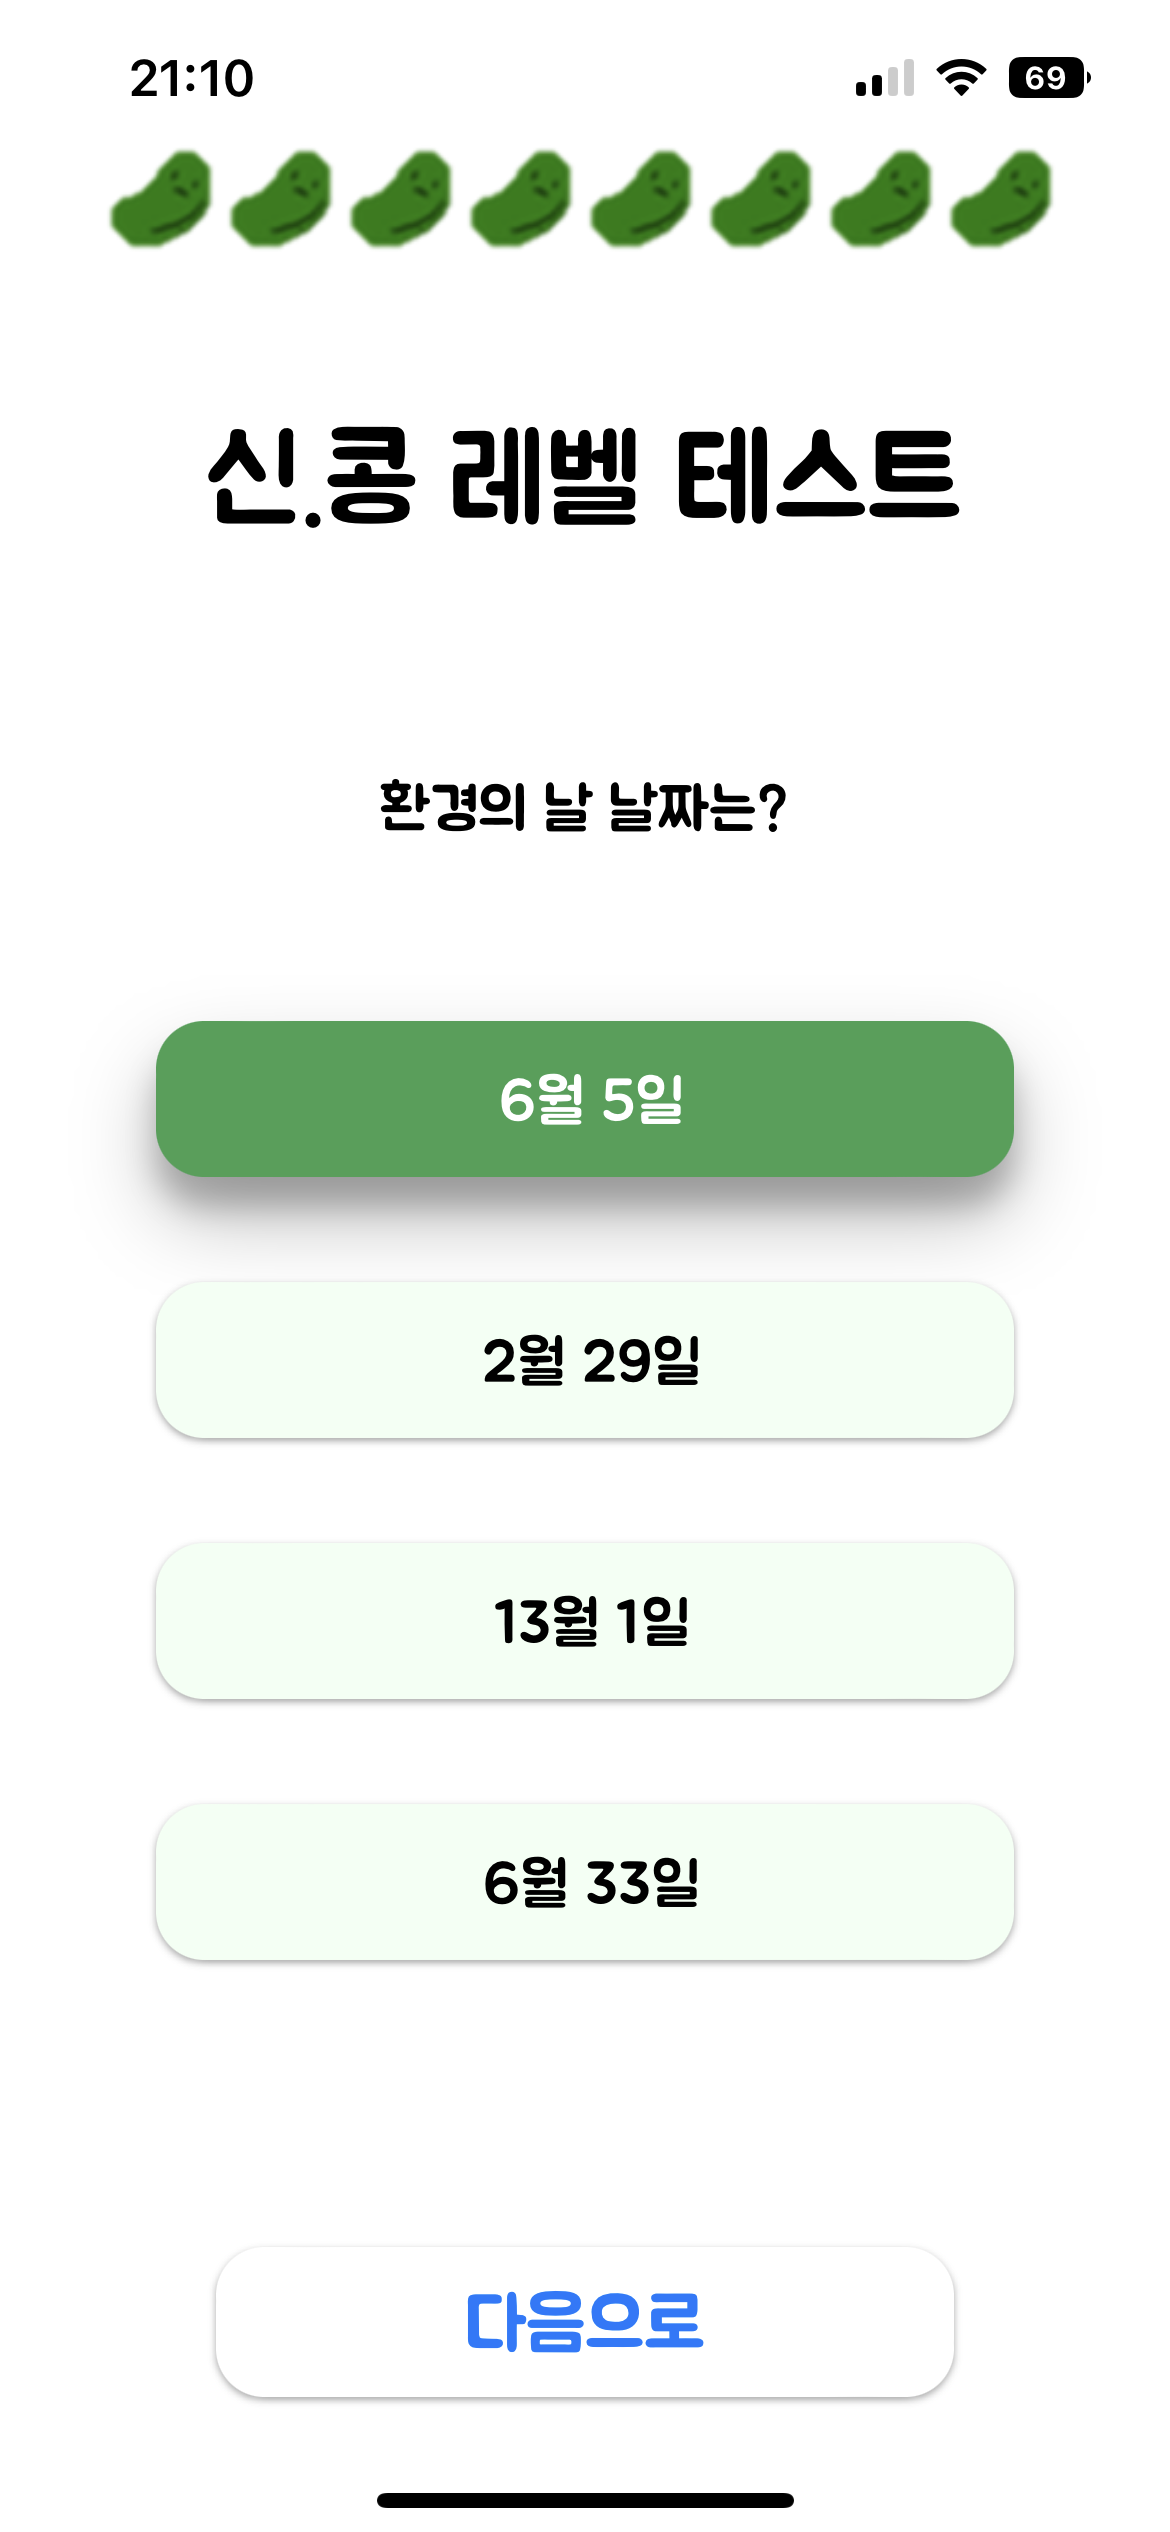 21:10
69
신.콩 레벨 테스트
환경의 날 날짜는?
6월 5일
2월 29일
13월 1일
6월 33일
다음으로